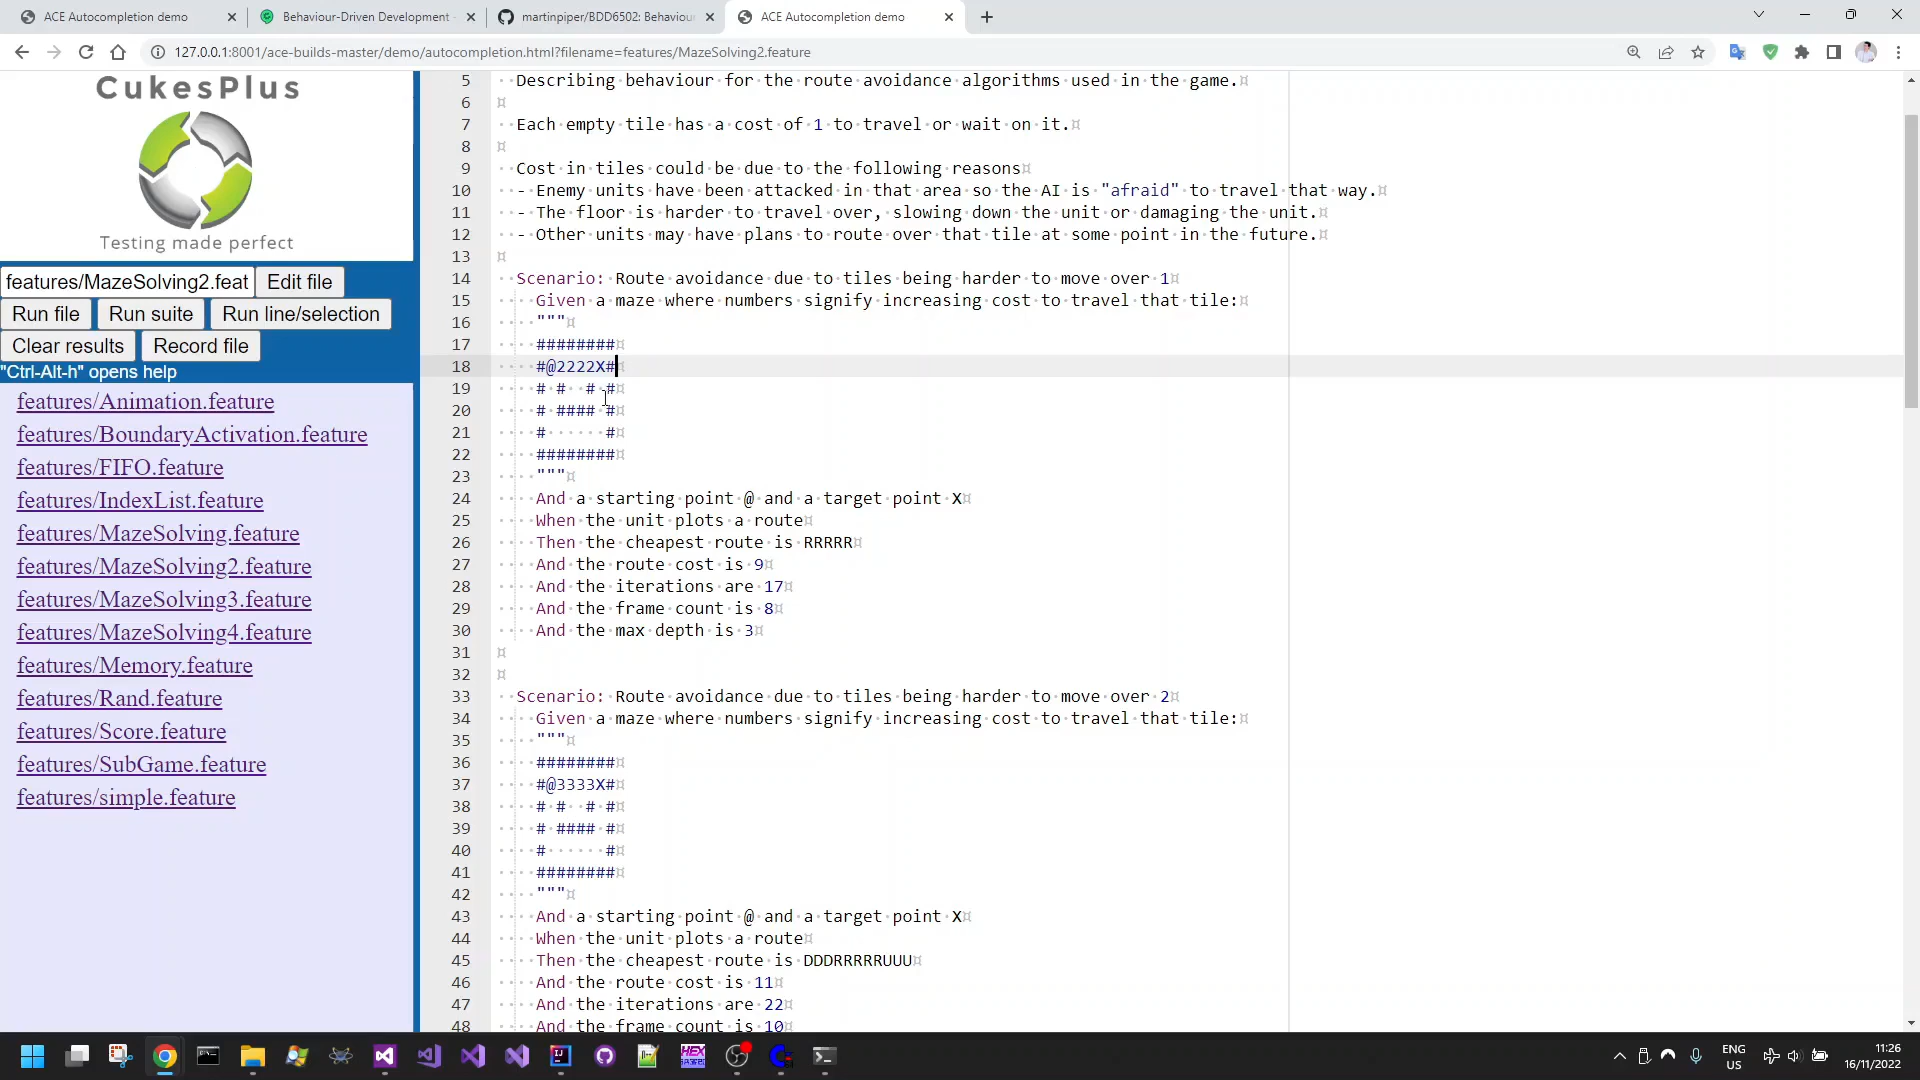 ACE Autocompletion demo
Behaviour-Driven Development
martinpiper/BDD6502: Behaviou
ACE Autocompletion demo
127.0.0.1:8001/ace-builds-master/demo/autocompletion.html?filename=features/MazeSolving2.feature
CukesPlus
Testing made perfect
features/MazeSolving2.feat
Edit file
Run file
Run suite
Run line/selection
Clear results
Record file
"Ctrl-Alt-h" opens help
features/Animation.feature
features/BoundaryActivation.feature
features/FIFO.feature
features/IndexList.feature
features/MazeSolving.feature
features/MazeSolving2.feature
features/MazeSolving3.feature
features/MazeSolving4.feature
features/Memory.feature
features/Rand.feature
features/Score.feature
features/SubGame.feature
features/simple.feature
5 Describing behaviour for the route avoidance algorithms used in the game.
6
7 Each empty tile has a cost of 1 to travel or wait on it.
8
9 Cost in tiles could be due to the following reasons
10 - Enemy units have been attacked in that area so the AI is "afraid" to travel that way.
11 - The floor is harder to travel over, slowing down the unit or damaging the unit.
12 - Other units may have plans to route over that tile at some point in the future.
13
14 Scenario: Route avoidance due to tiles being harder to move over 1
15 Given a maze where numbers signify increasing cost to travel that tile:
16 """
17 ########
18 #@2222X#
19 # #  # #
20 # #### #
21 #      #
22 ########
23 """
24 And a starting point @ and a target point X
25 When the unit plots a route
26 Then the cheapest route is RRRRR
27 And the route cost is 9
28 And the iterations are 17
29 And the frame count is 8
30 And the max depth is 3
31
32
33 Scenario: Route avoidance due to tiles being harder to move over 2
34 Given a maze where numbers signify increasing cost to travel that tile:
35 """
36 ########
37 #@3333X#
38 # #  # #
39 # #### #
40 #      #
41 ########
42 """
43 And a starting point @ and a target point X
44 When the unit plots a route
45 Then the cheapest route is DDDRRRRRUUU
46 And the route cost is 11
47 And the iterations are 22
48 And the frame count is 10
HEX
ENG
US
11:26
16/11/2022